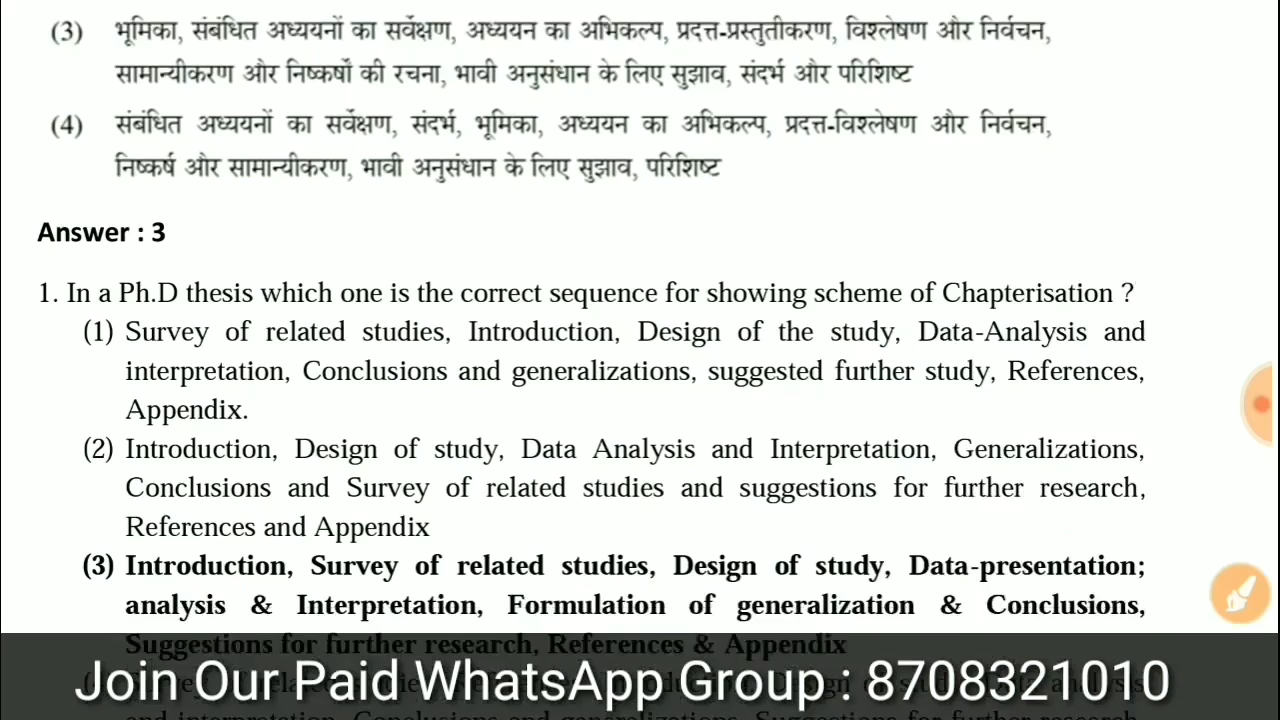 (3) भूमिका, संबंधित अध्ययनों का सर्वेक्षण, अध्ययन का अभिकल्प, प्रदत्त-प्रस्तुतीकरण, विश्लेषण और निर्वचन,
सामान्यीकरण और निष्कर्षों की रचना, भावी अनुसंधान के लिए सुझाव, संदर्भ और परिशिष्ट
(4) संबंधित अध्ययनों का सर्वेक्षण, संदर्भ, भूमिका, अध्ययन का अभिकल्प, प्रदत्त-विश्लेषण और निर्वचन,
निष्कर्ष और सामान्यीकरण, भावी अनुसंधान के लिए सुझाव, परिशिष्ट
Answer : 3
1. In a Ph.D thesis which one is the correct sequence for showing scheme of Chapterisation ?
(1) Survey of related studies, Introduction, Design of the study, Data-Analysis and
interpretation, Conclusions and generalizations, suggested further study, References,
Appendix.
(2) Introduction, Design of study, Data Analysis and Interpretation, Generalizations,
Conclusions and Survey of related studies and suggestions for further research,
References and Appendix
(3) Introduction, Survey of related studies, Design of study, Data-presentation;
analysis & Interpretation, Formulation of generalization & Conclusions,
Suggestions for further research, References & Appendix
Join Our Paid WhatsApp Group : 8708321010